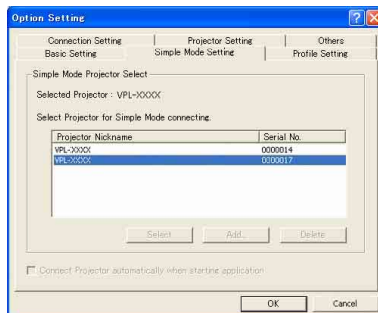 Option Setting
Connection Setting Projector Setting Others
Basic Setting Simple Mode Setting Profile Setting
Simple Mode Projector Select
Selected Projector : VPL-XXXX
Select Projector for Simple Mode connecting.
Projector Nickname Serial No.
VPL-XXXX 0000014
VPL-XXXX 0000017
Select Add... Delete
Connect Projector automatically when starting application
OK Cancel